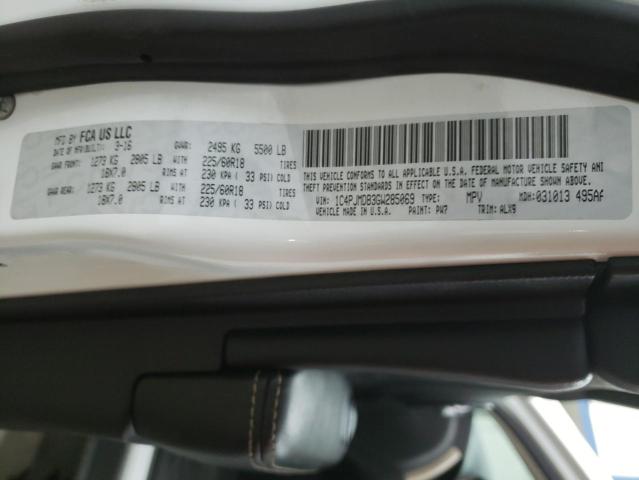 MFD BY FCA US LLC
DATE OF MFR/BUILT: 3-16 GVWR: 2495 KG 5500 LB
GAWR FRONT: 1273 KG 2805 LB WITH 225/60R18 TIRES
18X7.0 RIMS AT 230 KPA ( 33 PSI) COLD
GAWR REAR: 1273 KG 2805 LB WITH 225/60R18 TIRES
18X7.0 RIMS AT 230 KPA ( 33 PSI) COLD
THIS VEHICLE CONFORMS TO ALL APPLICABLE U.S.A. FEDERAL MOTOR VEHICLE SAFETY AND
THEFT PREVENTION STANDARDS IN EFFECT ON THE DATE OF MANUFACTURE SHOWN ABOVE.
VIN: 1C4PJMDB3GW285069 TYPE: MPV MDH: 031013 495AA
VEHICLE MADE IN U.S.A. PAINT: PW7 TRIM: ALX9